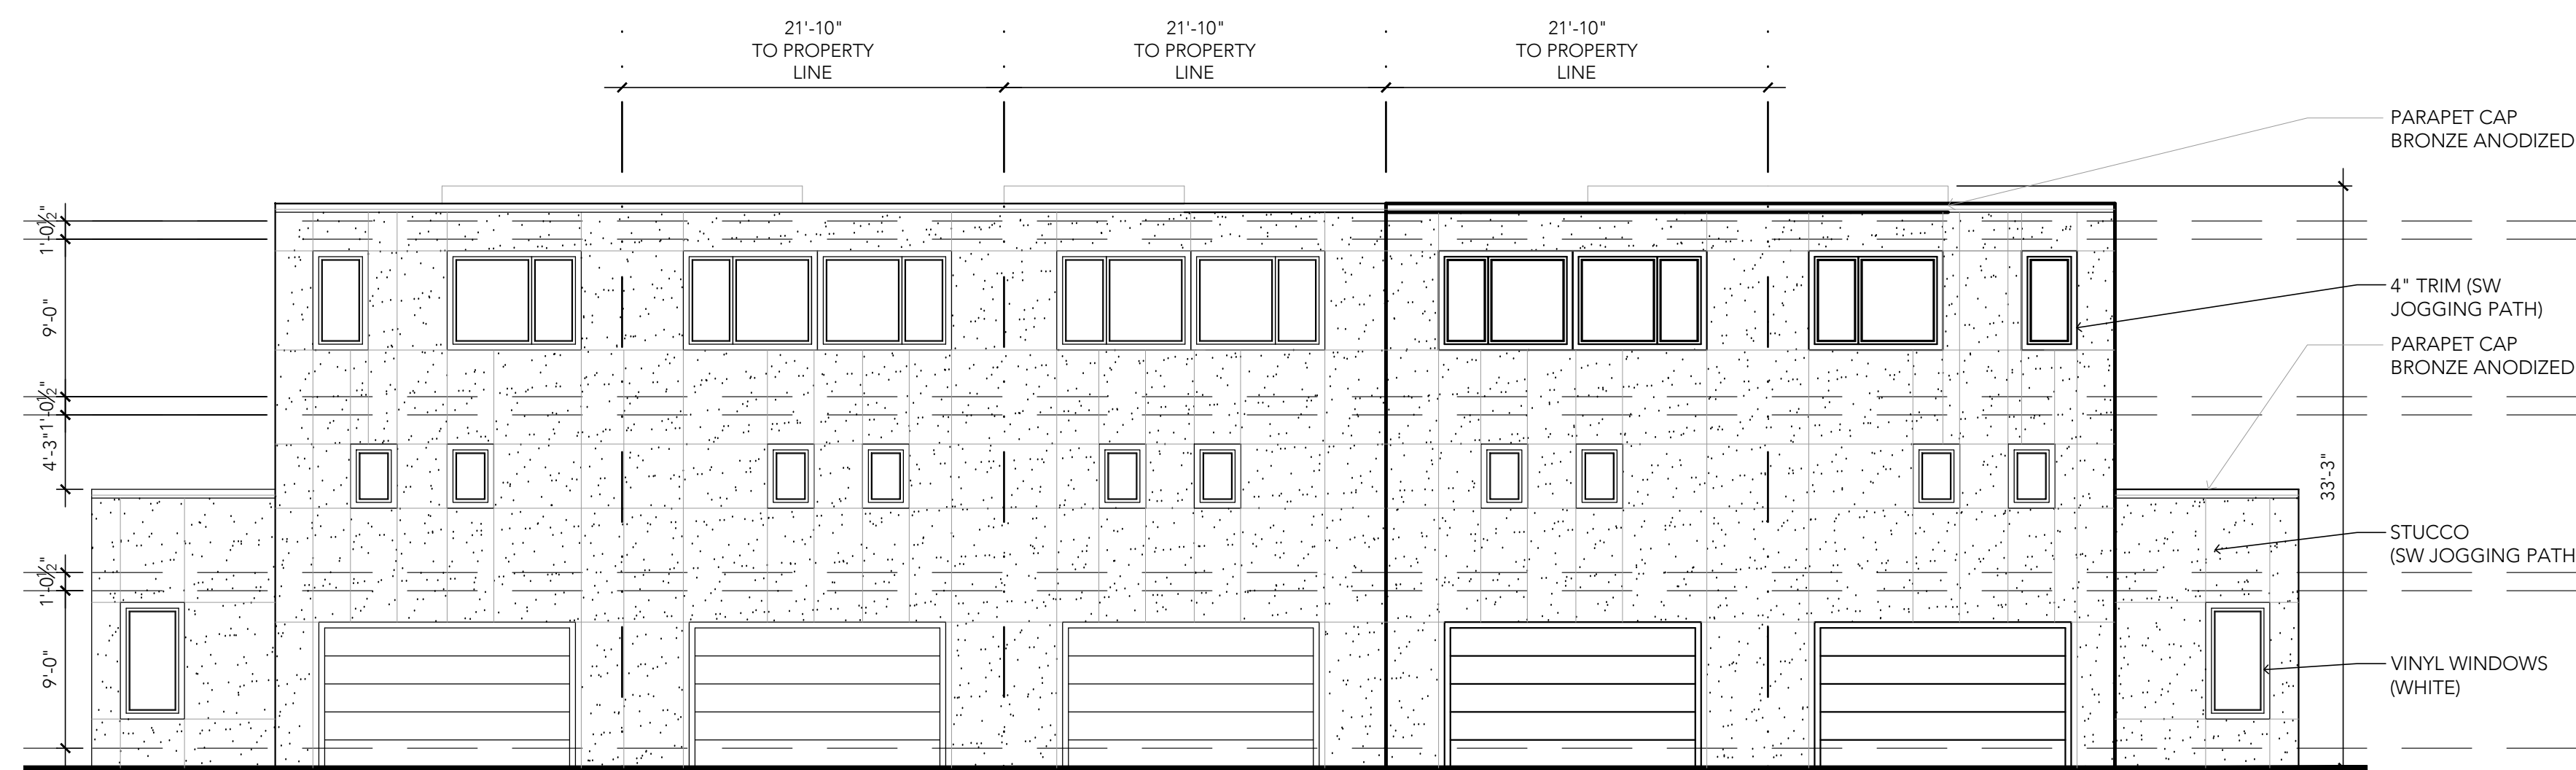 21'-10"
TO PROPERTY
LINE
21'-10"
TO PROPERTY
LINE
21'-10"
TO PROPERTY
LINE
PARAPET CAP
BRONZE ANODIZED
4" TRIM (SW
JOGGING PATH)
PARAPET CAP
BRONZE ANODIZED
STUCCO
(SW JOGGING PATH
VINYL WINDOWS
(WHITE)
33'-3"
1'-0½"
9'-0"
1'-0½"
4'-3"
1'-0½"
9'-0"